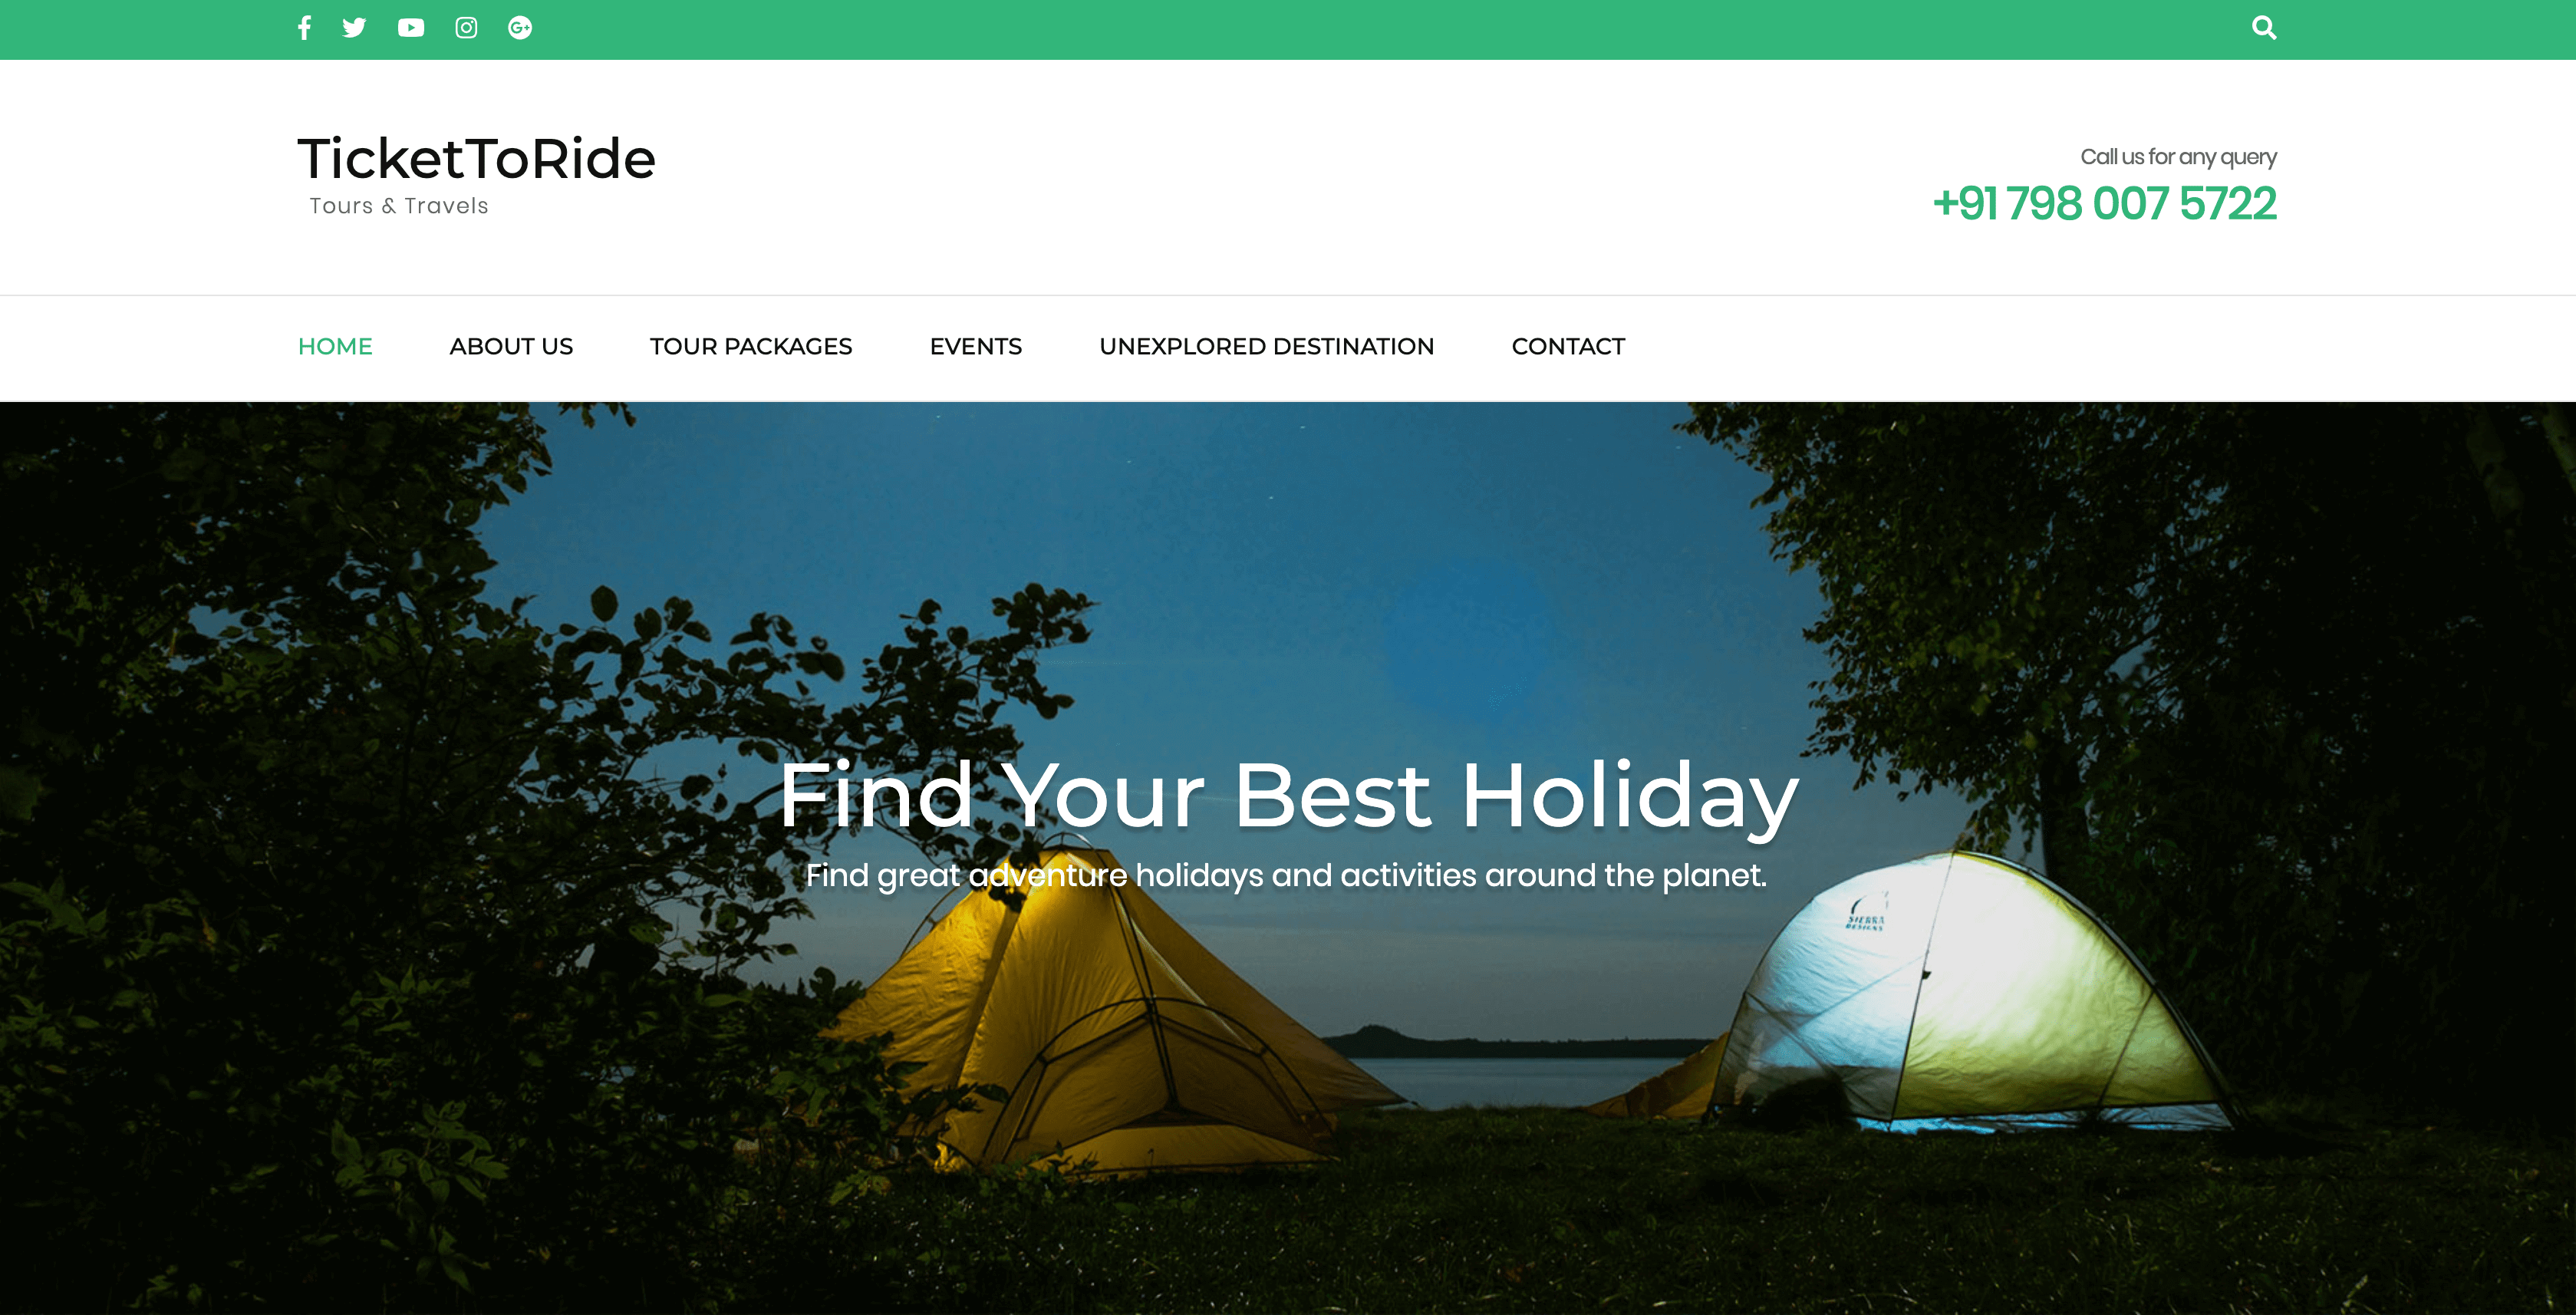 TicketToRide
Tours & Travels
Call us for any query
+91 798 007 5722
HOME ABOUT US TOUR PACKAGES EVENTS UNEXPLORED DESTINATION CONTACT
Find Your Best Holiday
Find great adventure holidays and activities around the planet.
SIERRA
DESIGNS